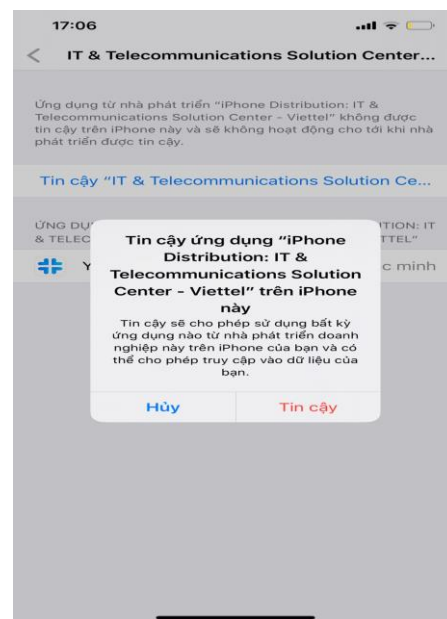 17:06
IT & Telecommunications Solution Center...
Ứng dụng từ nhà phát triển "iPhone Distribution: IT &
Telecommunications Solution Center - Viettel" không được
tin cậy trên iPhone này và sẽ không hoạt động cho tới khi nhà
phát triển được tin cậy.
Tin cậy "IT & Telecommunications Solution Ce...
ỨNG DỤ ITION: IT
& TELEC TTEL"
Y c minh
Tin cậy ứng dụng "iPhone
Distribution: IT &
Telecommunications Solution
Center - Viettel" trên iPhone
này
Tin cậy sẽ cho phép sử dụng bất kỳ
ứng dụng nào từ nhà phát triển doanh
nghiệp này trên iPhone của bạn và có
thể cho phép truy cập vào dữ liệu của
bạn.
Hủy Tin cậy